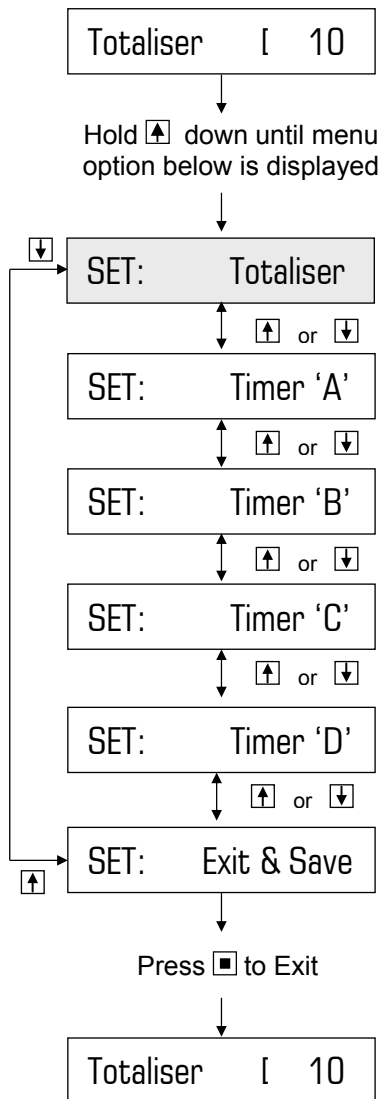 Totaliser [ 10
Hold down until menu
option below is displayed
SET: Totaliser
or
SET: Timer ‘A’
or
SET: Timer ‘B’
or
SET: Timer ‘C’
or
SET: Timer ‘D’
or
SET: Exit & Save
Press to Exit
Totaliser [ 10